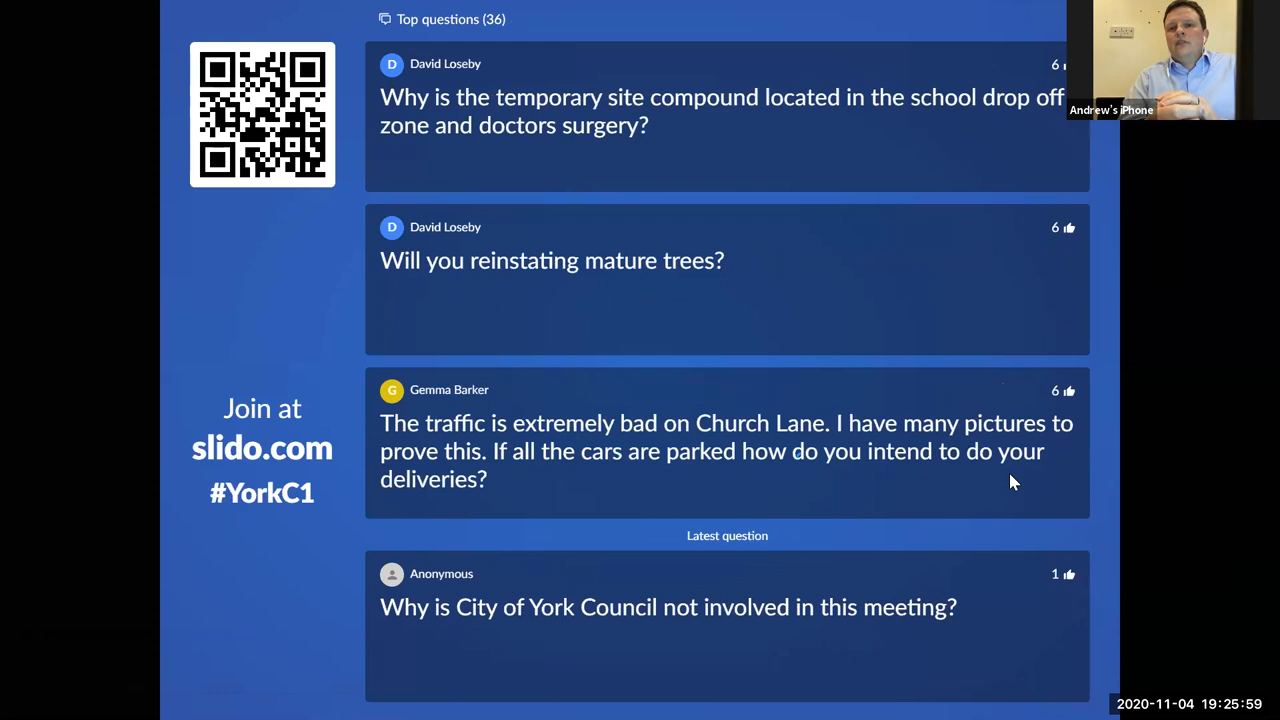 Top questions (36)
D David Loseby
6
Why is the temporary site compound located in the school drop off
zone and doctors surgery?
Andrew's iPhone
D David Loseby
6
Will you reinstating mature trees?
G Gemma Barker
6
The traffic is extremely bad on Church Lane. I have many pictures to
prove this. If all the cars are parked how do you intend to do your
deliveries?
Join at
slido.com
#YorkC1
Latest question
Anonymous
1
Why is City of York Council not involved in this meeting?
2020-11-04 19:25:59